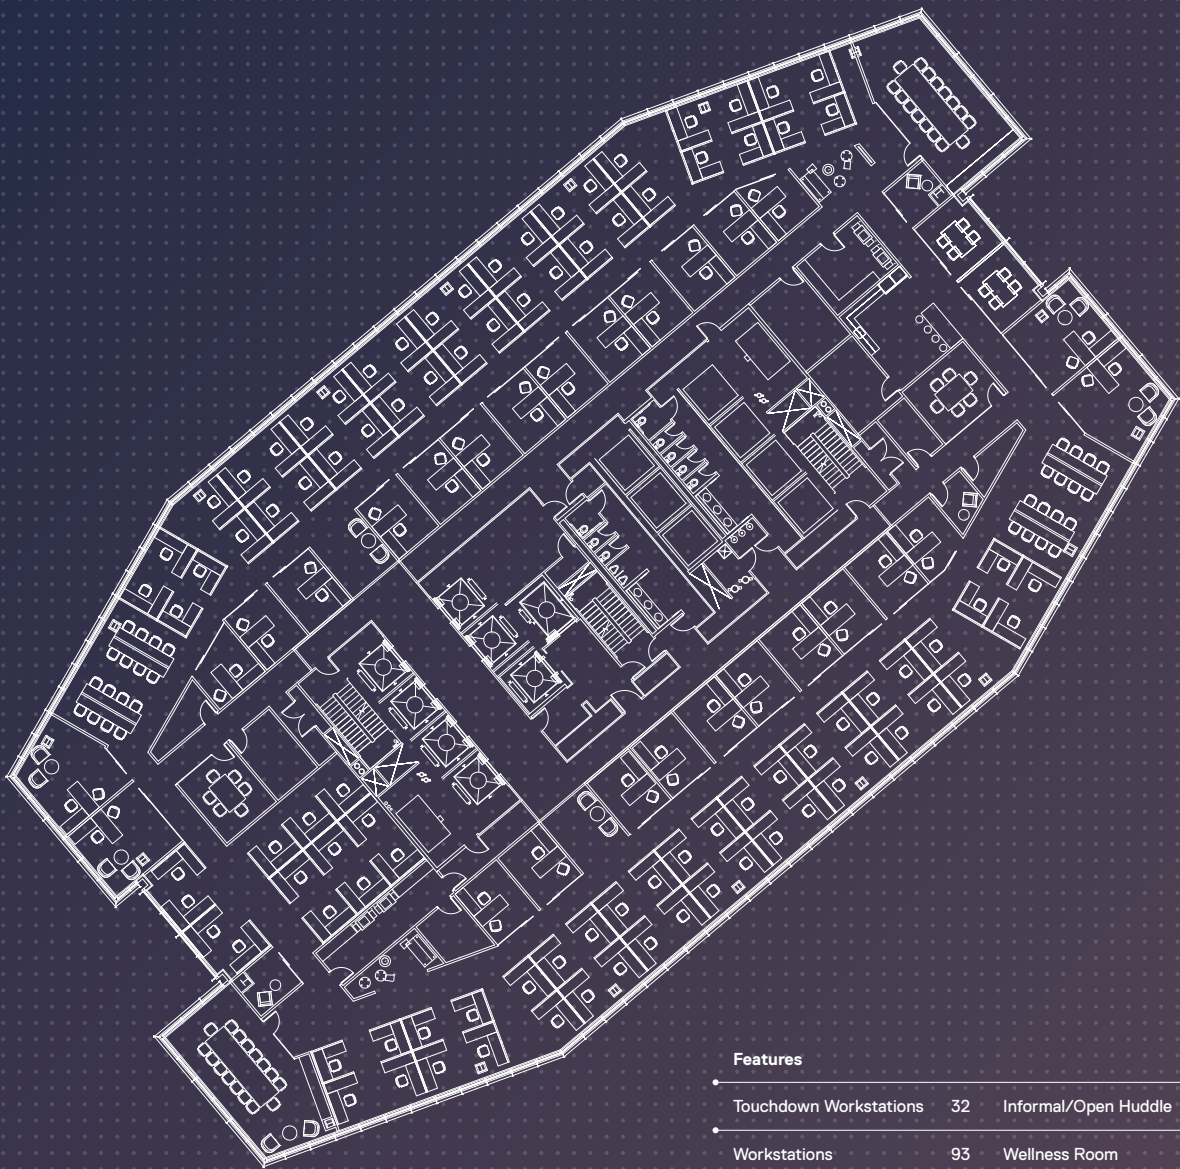 Features
Touchdown Workstations 32 Informal/Open Huddle
Workstations 93 Wellness Room